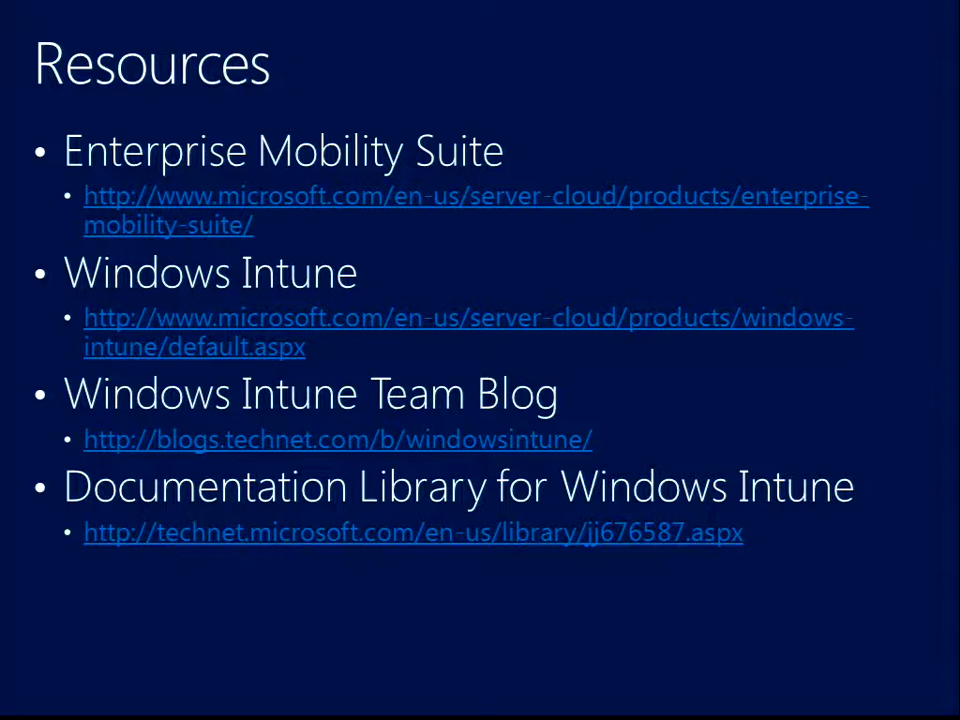 Resources
• Enterprise Mobility Suite
• http://www.microsoft.com/en-us/server-cloud/products/enterprise-
mobility-suite/
• Windows Intune
• http://www.microsoft.com/en-us/server-cloud/products/windows-
intune/default.aspx
• Windows Intune Team Blog
• http://blogs.technet.com/b/windowsintune/
• Documentation Library for Windows Intune
• http://technet.microsoft.com/en-us/library/jj676587.aspx